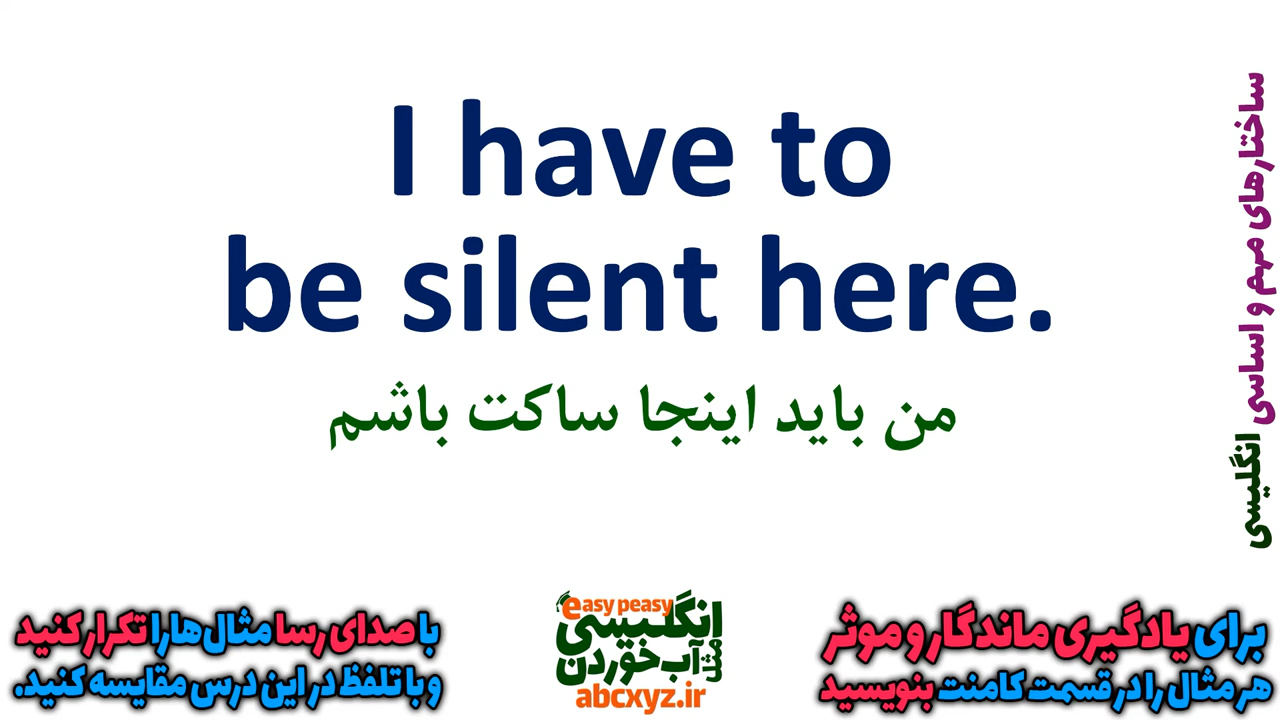 I have to
be silent here.
من باید اینجا ساکت باشم
ساختارهای مهم و اساسی انگلیسی
با صدای رسا مثال‌ها را تکرار کنید
و با تلفظ در این درس مقایسه کنید.
easy peasy
انگلیسی
مثل
آب خوردن
abcxyz.ir
برای یادگیری ماندگار و موثر
هر مثال را در قسمت کامنت بنویسید